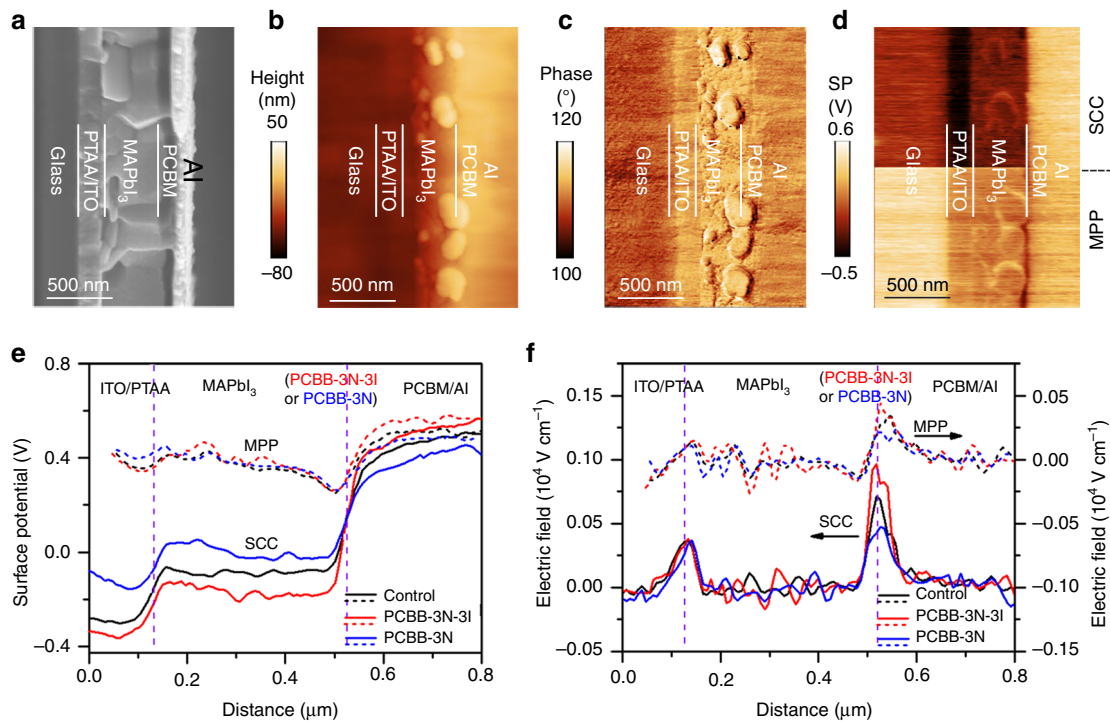 a
Glass
PTAA/ITO
MAPbI₃
PCBM
Al
500 nm
b
Height
(nm)
50
−80
Glass
PTAA/ITO
MAPbI₃
PCBM
Al
500 nm
c
Phase
(°)
120
100
Glass
PTAA/ITO
MAPbI₃
PCBM
Al
500 nm
d
SP
(V)
0.6
−0.5
Glass
PTAA/ITO
MAPbI₃
PCBM
Al
500 nm
SCC
MPP
e
Surface potential (V)
0.8
0.4
0.0
−0.4
ITO/PTAA
MAPbI₃
(PCBB-3N-3I
or PCBB-3N)
PCBM/Al
MPP
SCC
Control
PCBB-3N-3I
PCBB-3N
0.0 0.2 0.4 0.6 0.8
Distance (μm)
f
Electric field (10⁴ V cm⁻¹)
0.15
0.10
0.05
0.00
−0.05
ITO/PTAA
MAPbI₃
(PCBB-3N-3I
or PCBB-3N)
PCBM/Al
MPP
SCC
Control
PCBB-3N-3I
PCBB-3N
0.05
0.00
−0.05
−0.10
−0.15
Electric field (10⁴ V cm⁻¹)
0.0 0.2 0.4 0.6 0.8
Distance (μm)